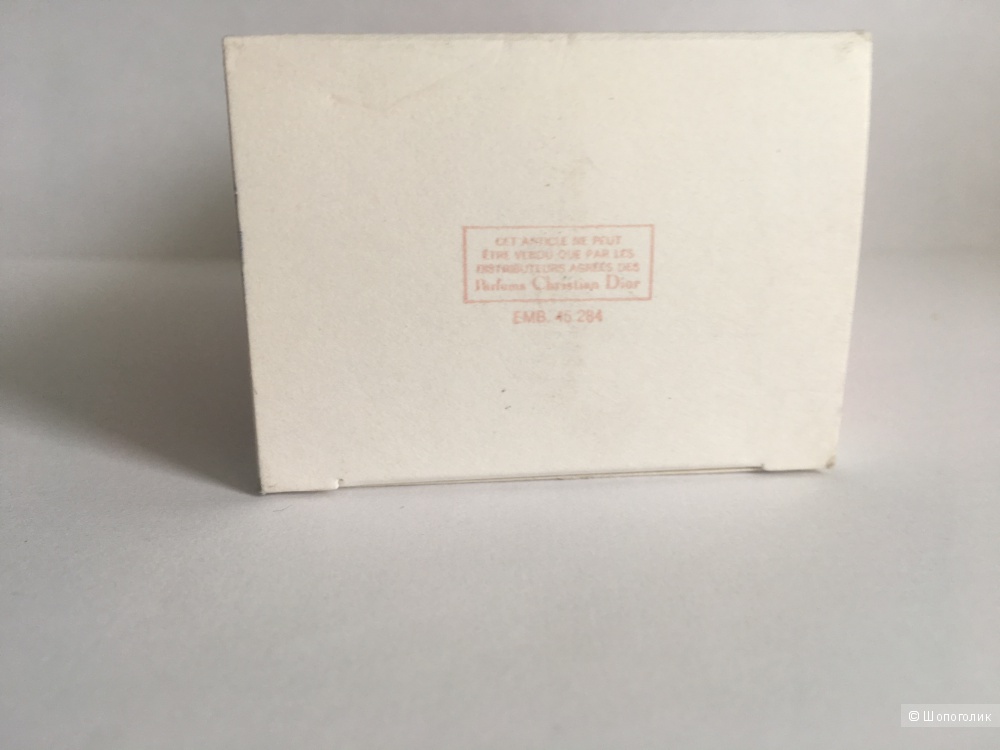 CET ARTICLE NE PEUT
ÊTRE VENDU QUE PAR LES
DISTRIBUTEURS AGRÉÉS DES
Parfums Christian Dior
EMB. 45.284
© Шопоголик